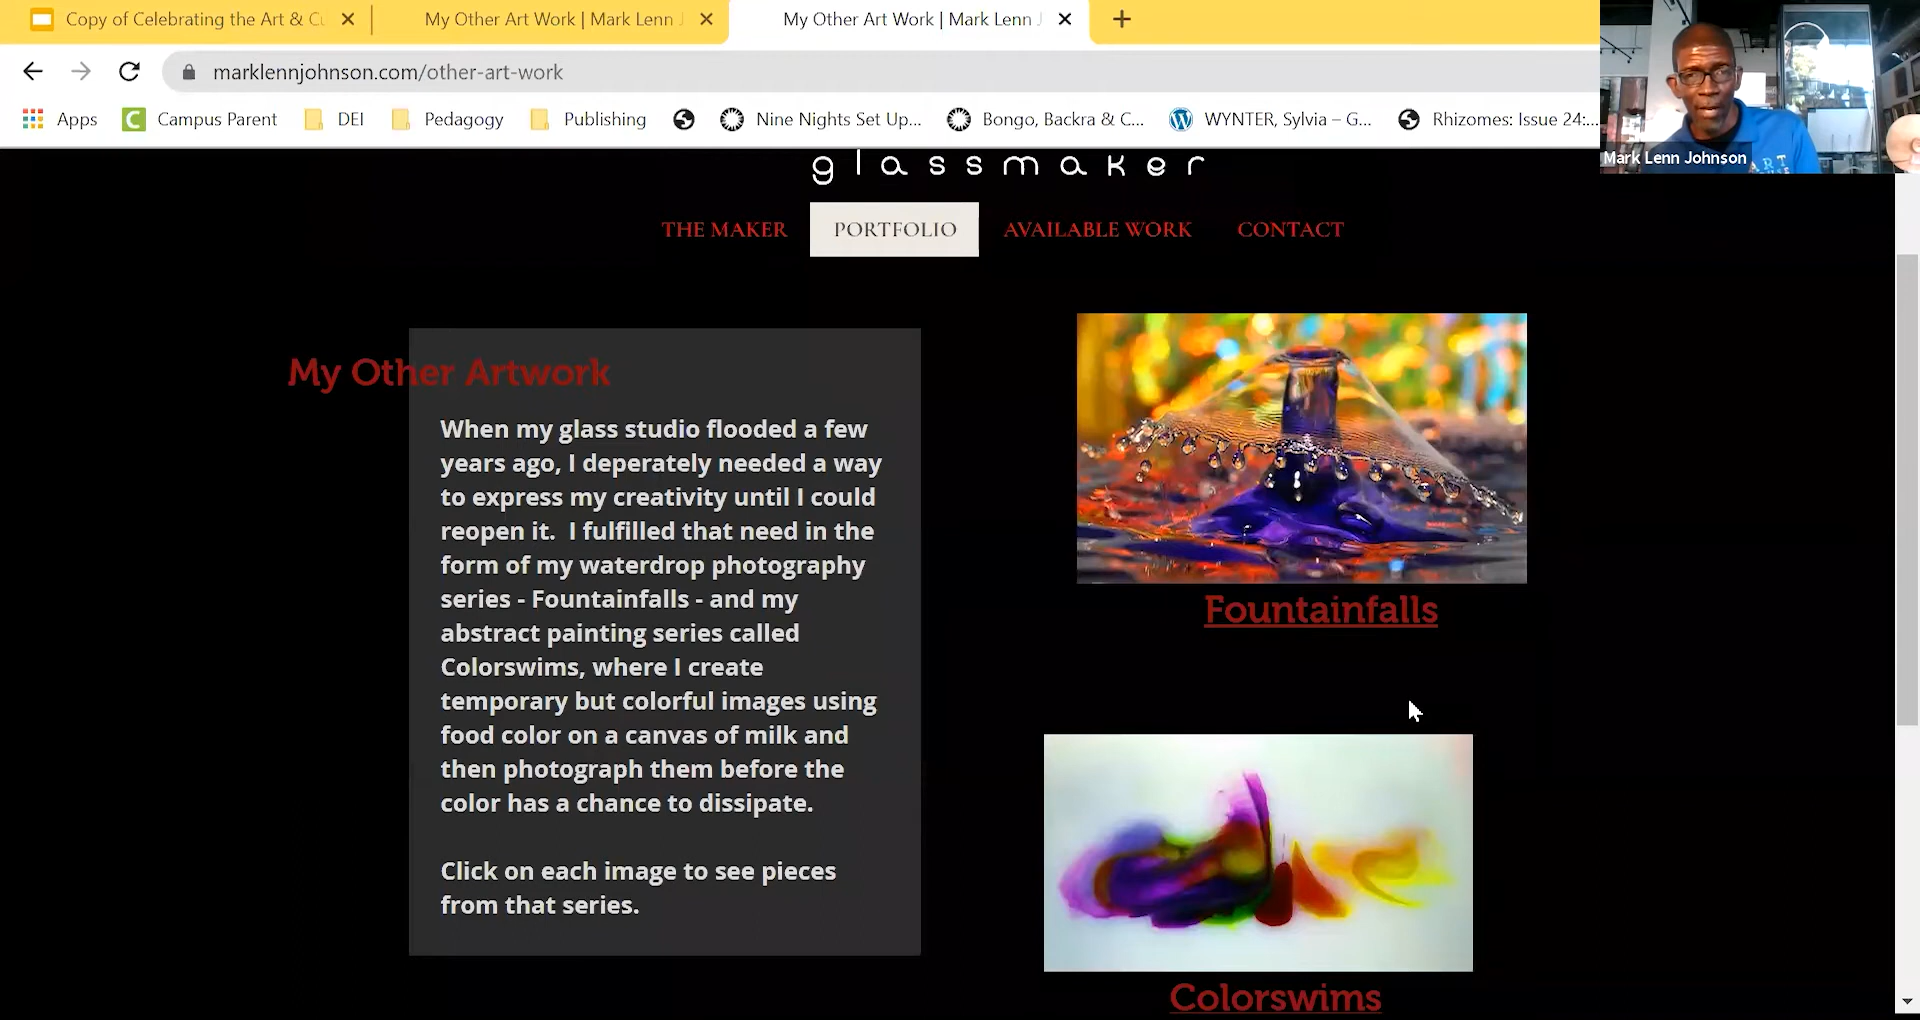 Copy of Celebrating the Art & Cu
My Other Art Work | Mark Lenn J
My Other Art Work | Mark Lenn J
marklennjohnson.com/other-art-work
Apps
Campus Parent
DEI
Pedagogy
Publishing
Nine Nights Set Up...
Bongo, Backra & C...
WYNTER, Sylvia – G...
Rhizomes: Issue 24:...
Mark Lenn Johnson
ART
glassmaker
THE MAKER
PORTFOLIO
AVAILABLE WORK
CONTACT
My Other Artwork
When my glass studio flooded a few
years ago, I deperately needed a way
to express my creativity until I could
reopen it.  I fulfilled that need in the
form of my waterdrop photography
series - Fountainfalls - and my
abstract painting series called
Colorswims, where I create
temporary but colorful images using
food color on a canvas of milk and
then photograph them before the
color has a chance to dissipate.
Click on each image to see pieces
from that series.
Fountainfalls
Colorswims